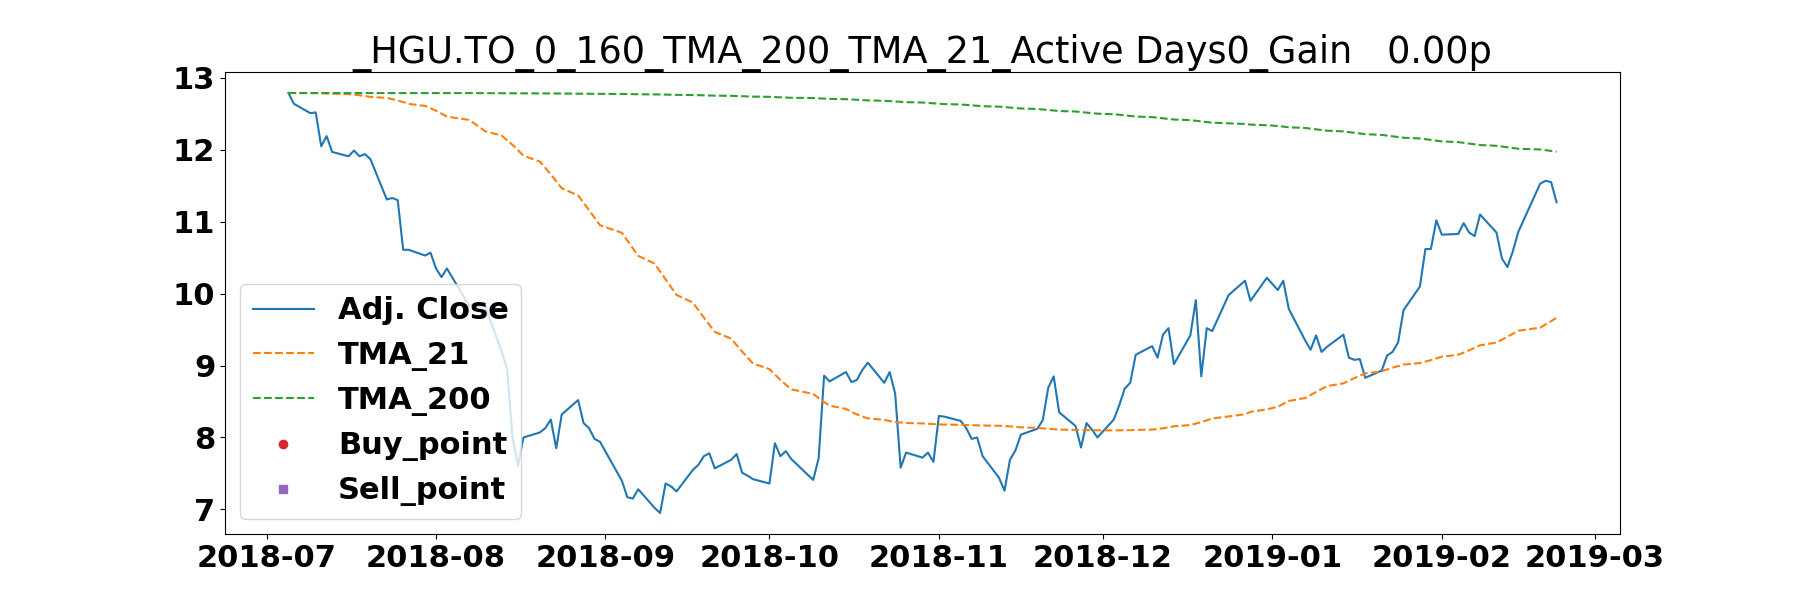 _HGU.TO_0_160_TMA_200_TMA_21_Active Days0_Gain   0.00p
13
12
11
10
9
8
7
Adj. Close
TMA_21
TMA_200
Buy_point
Sell_point
2018-07 2018-08 2018-09 2018-10 2018-11 2018-12 2019-01 2019-02 2019-03